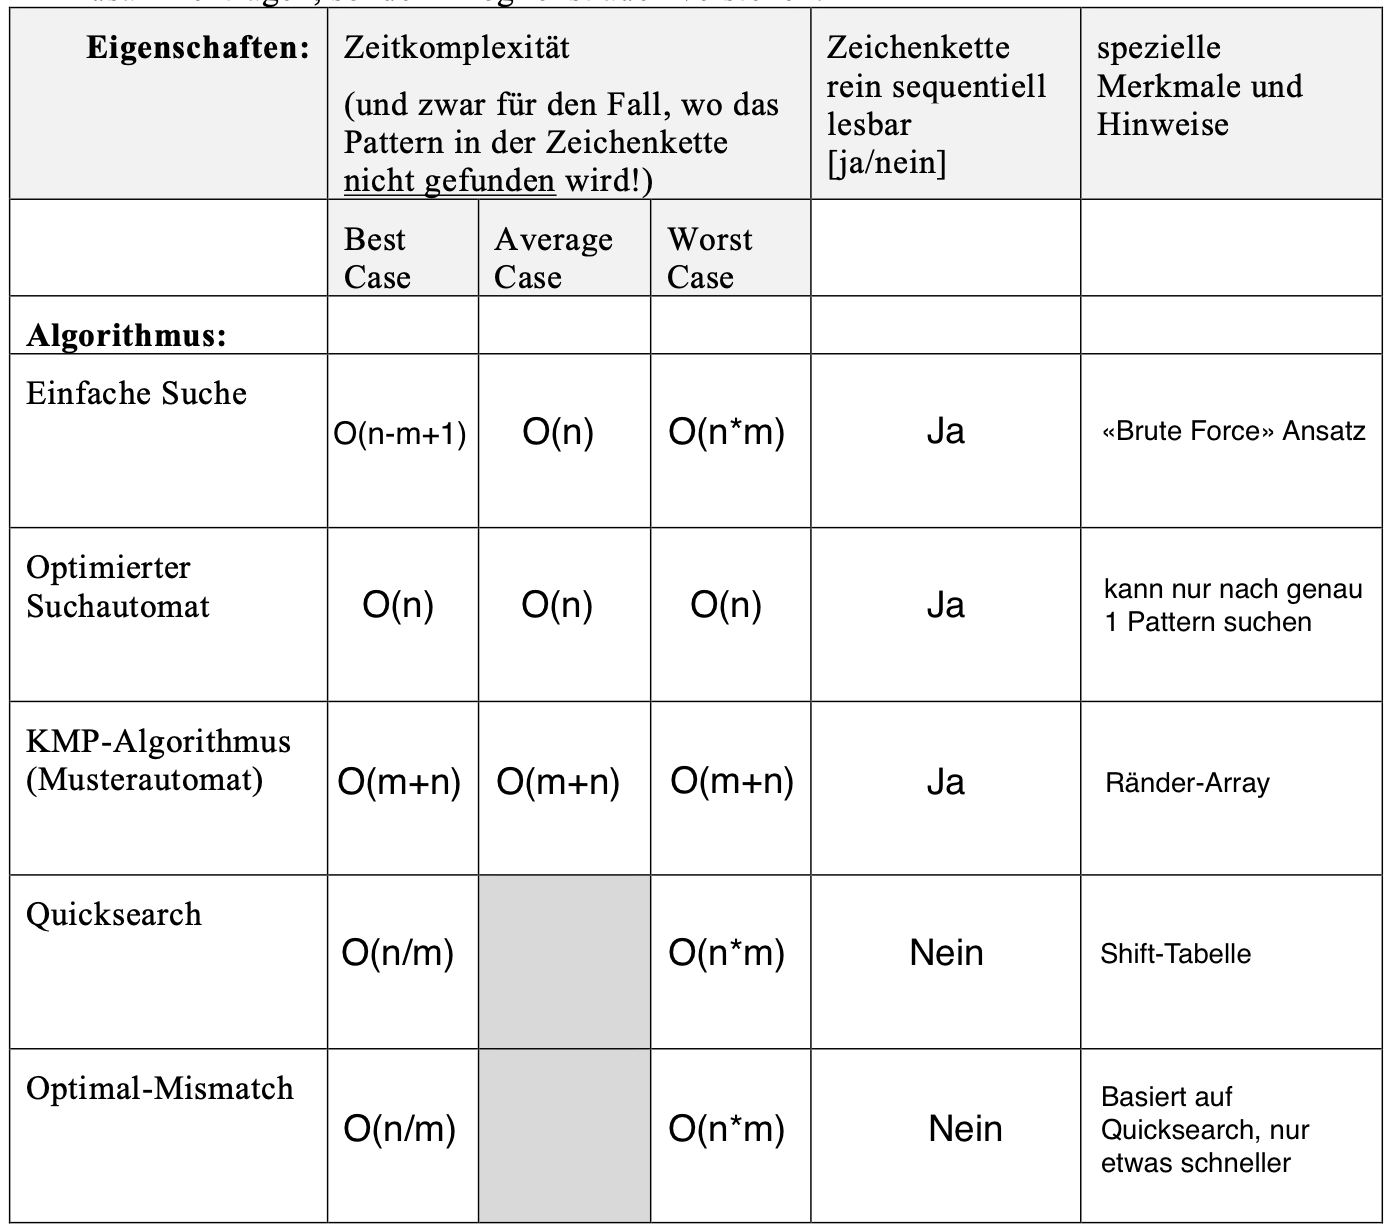 Eigenschaften:
Zeitkomplexität
(und zwar für den Fall, wo das
Pattern in der Zeichenkette
nicht gefunden wird!)
Zeichenkette
rein sequentiell
lesbar
[ja/nein]
spezielle
Merkmale und
Hinweise
Best
Case
Average
Case
Worst
Case
Algorithmus:
Einfache Suche
O(n-m+1)
O(n)
O(n*m)
Ja
«Brute Force» Ansatz
Optimierter
Suchautomat
O(n)
O(n)
O(n)
Ja
kann nur nach genau
1 Pattern suchen
KMP-Algorithmus
(Musterautomat)
O(m+n)
O(m+n)
O(m+n)
Ja
Ränder-Array
Quicksearch
O(n/m)
O(n*m)
Nein
Shift-Tabelle
Optimal-Mismatch
O(n/m)
O(n*m)
Nein
Basiert auf
Quicksearch, nur
etwas schneller